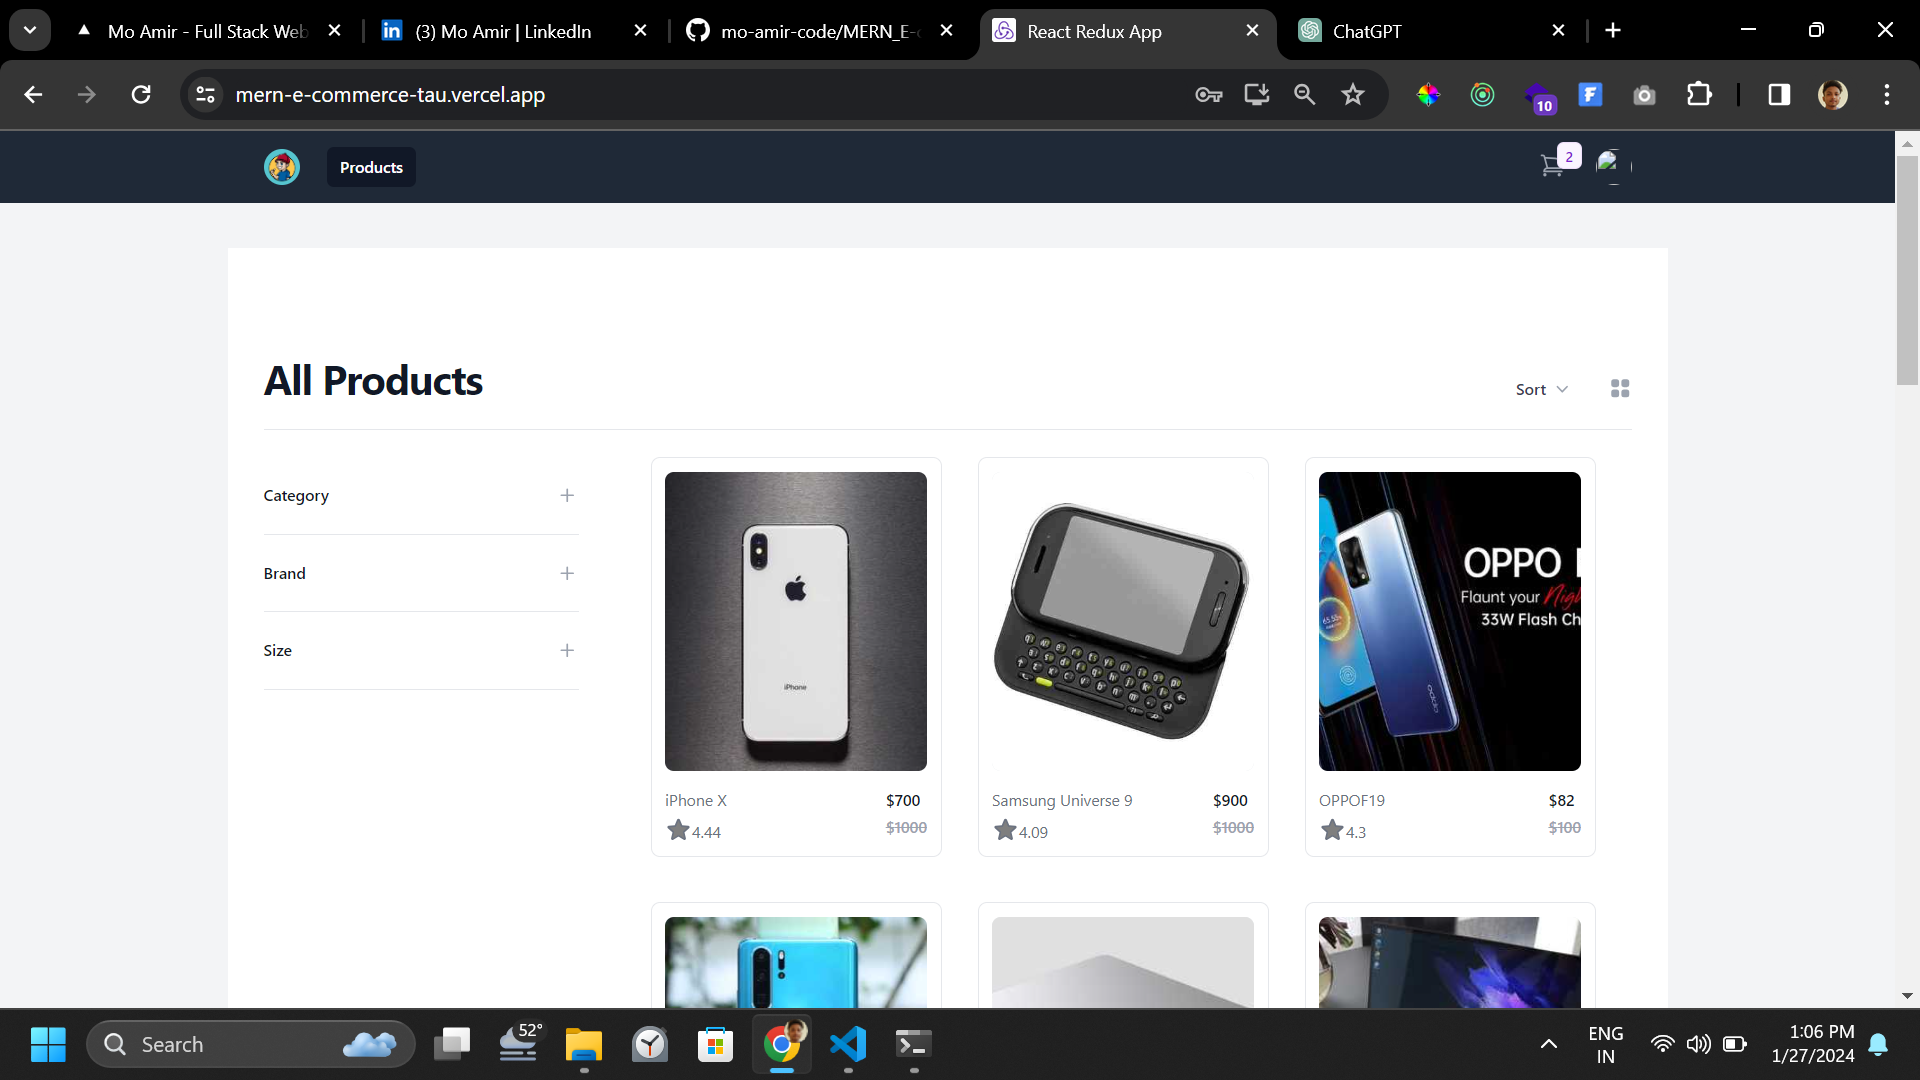 Mo Amir - Full Stack Web
(3) Mo Amir | LinkedIn
mo-amir-code/MERN_E-c
React Redux App
ChatGPT
mern-e-commerce-tau.vercel.app
10
Products
2
All Products
Sort
Category
Brand
Size
iPhone
OPPO
Flaunt your
33W Flash Ch
oppo
iPhone X
$700
4.44
$1000
Samsung Universe 9
$900
4.09
$1000
OPPOF19
$82
4.3
$100
Search
52°
ENG
IN
1:06 PM
1/27/2024